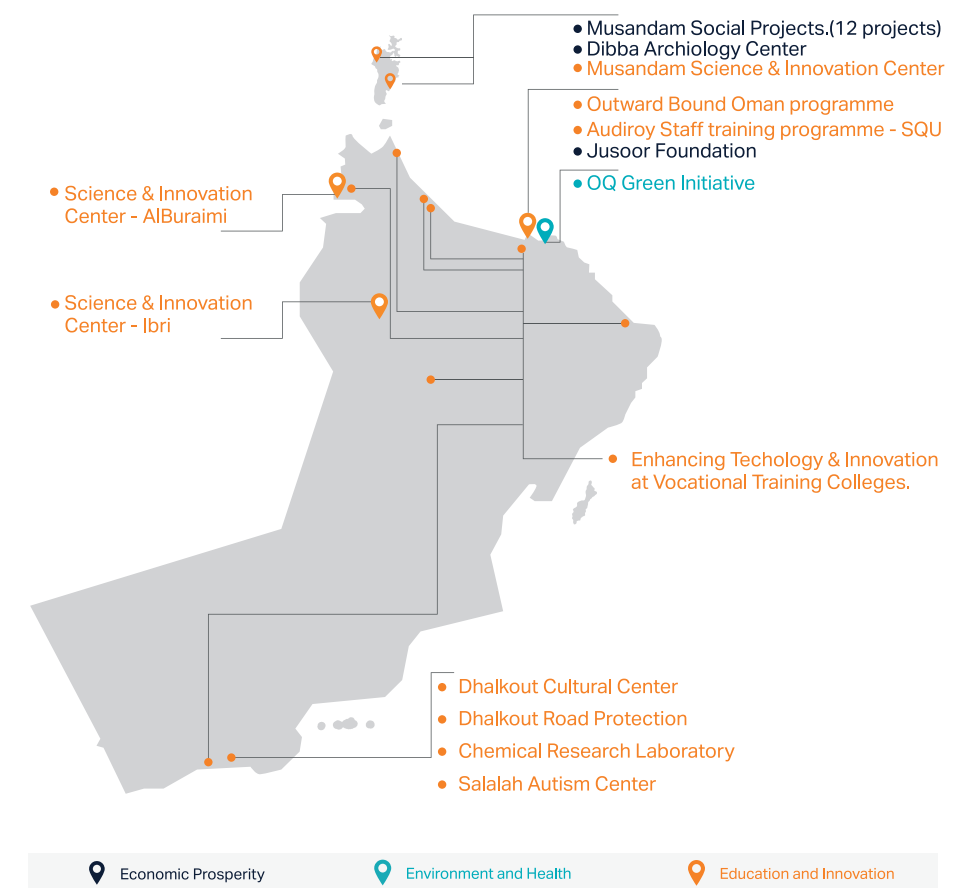 Musandam Social Projects.(12 projects)
Dibba Archiology Center
Musandam Science & Innovation Center
Outward Bound Oman programme
Audiroy Staff training programme - SQU
Jusoor Foundation
OQ Green Initiative
Science & Innovation
Center - AlBuraimi
Science & Innovation
Center - Ibri
Enhancing Techology & Innovation
at Vocational Training Colleges.
Dhalkout Cultural Center
Dhalkout Road Protection
Chemical Research Laboratory
Salalah Autism Center
Economic Prosperity
Environment and Health
Education and Innovation